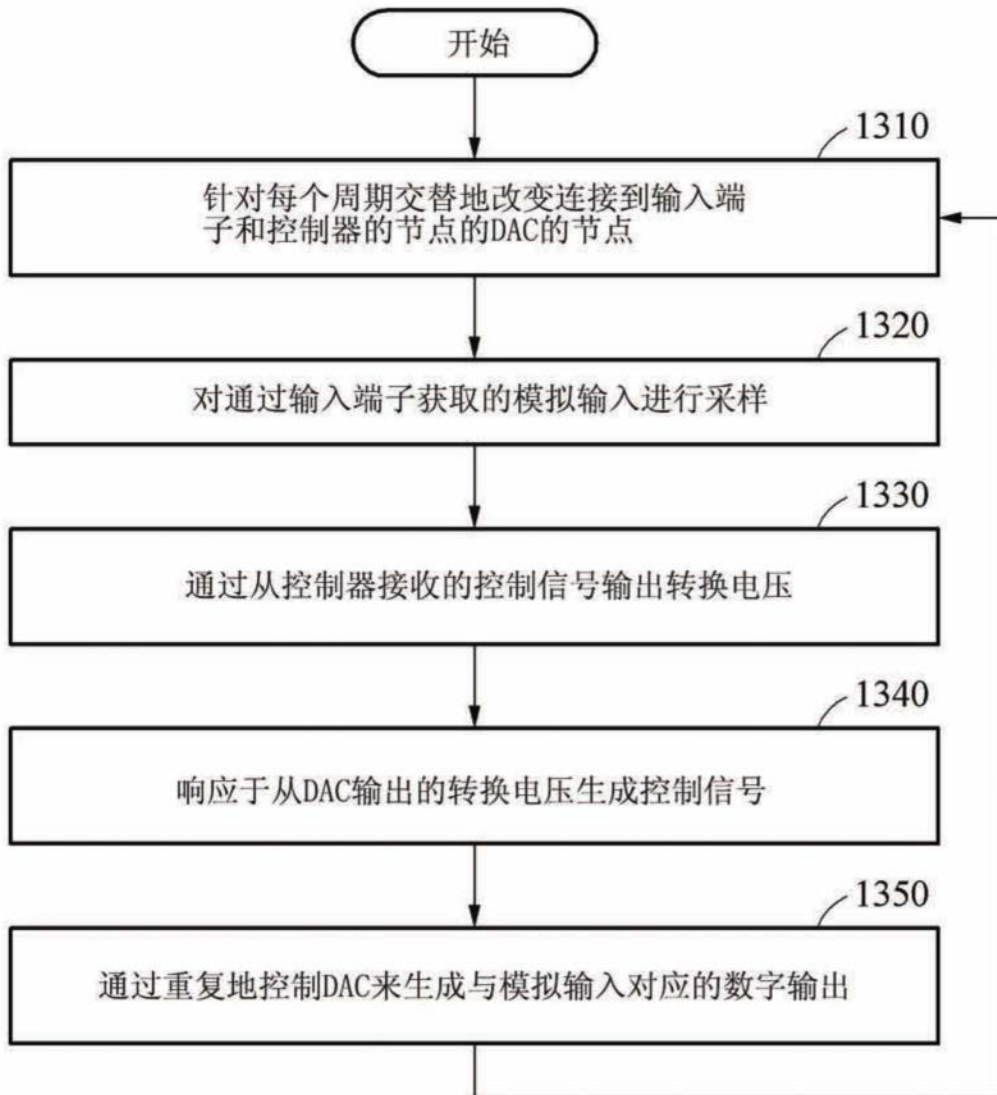 开始
1310
针对每个周期交替地改变连接到输入端
子和控制器的节点的DAC的节点
1320
对通过输入端子获取的模拟输入进行采样
1330
通过从控制器接收的控制信号输出转换电压
1340
响应于从DAC输出的转换电压生成控制信号
1350
通过重复地控制DAC来生成与模拟输入对应的数字输出